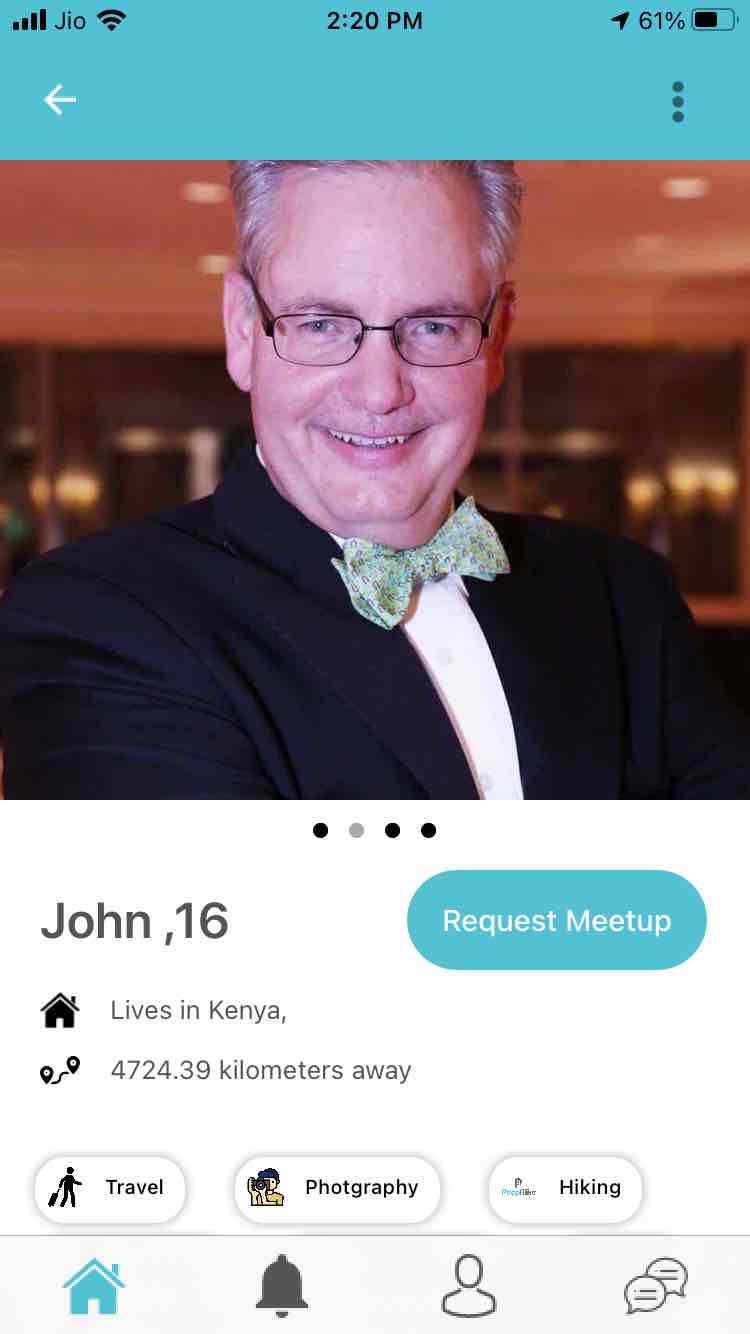 Jio 2:20 PM 61%
John ,16
Request Meetup
Lives in Kenya,
4724.39 kilometers away
Travel
Photgraphy
Hiking